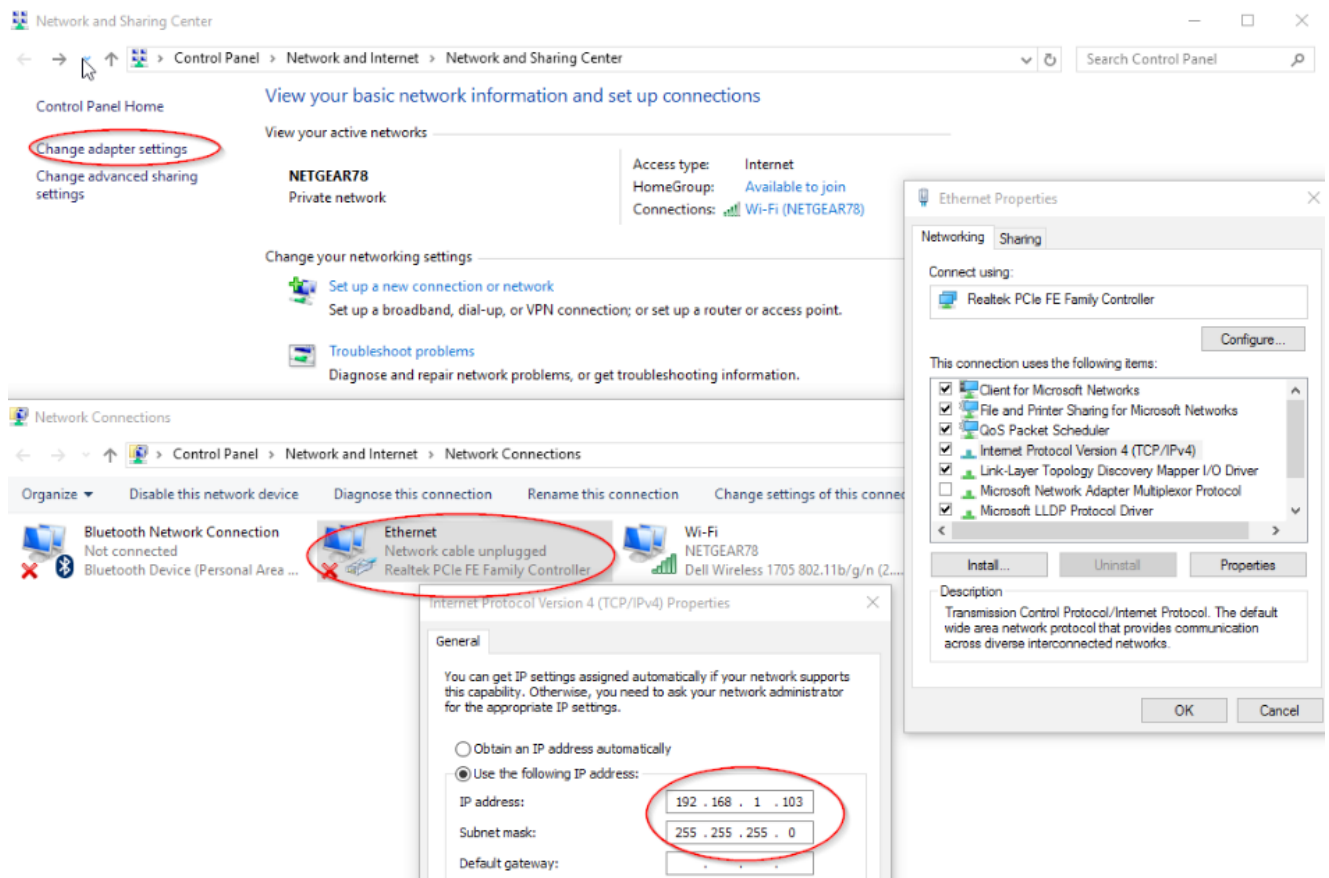 Network and Sharing Center
Control Panel > Network and Internet > Network and Sharing Center
Search Control Panel
Control Panel Home
Change adapter settings
Change advanced sharing
settings
View your basic network information and set up connections
View your active networks
NETGEAR78
Private network
Access type: Internet
HomeGroup: Available to join
Connections: Wi-Fi (NETGEAR78)
Change your networking settings
Set up a new connection or network
Set up a broadband, dial-up, or VPN connection; or set up a router or access point.
Troubleshoot problems
Diagnose and repair network problems, or get troubleshooting information.
Ethernet Properties
Networking Sharing
Connect using:
Realtek PCIe FE Family Controller
Configure...
This connection uses the following items:
Client for Microsoft Networks
File and Printer Sharing for Microsoft Networks
QoS Packet Scheduler
Internet Protocol Version 4 (TCP/IPv4)
Link-Layer Topology Discovery Mapper I/O Driver
Microsoft Network Adapter Multiplexor Protocol
Microsoft LLDP Protocol Driver
Install... Uninstall Properties
Description
Transmission Control Protocol/Internet Protocol. The default
wide area network protocol that provides communication
across diverse interconnected networks.
OK Cancel
Network Connections
Control Panel > Network and Internet > Network Connections
Organize Disable this network device Diagnose this connection Rename this connection Change settings of this connec
Bluetooth Network Connection
Not connected
Bluetooth Device (Personal Area ...
Ethernet
Network cable unplugged
Realtek PCIe FE Family Controller
Wi-Fi
NETGEAR78
Dell Wireless 1705 802.11b/g/n (2....
Internet Protocol Version 4 (TCP/IPv4) Properties
General
You can get IP settings assigned automatically if your network supports
this capability. Otherwise, you need to ask your network administrator
for the appropriate IP settings.
Obtain an IP address automatically
Use the following IP address:
IP address: 192 . 168 . 1 . 103
Subnet mask: 255 . 255 . 255 . 0
Default gateway: . . .